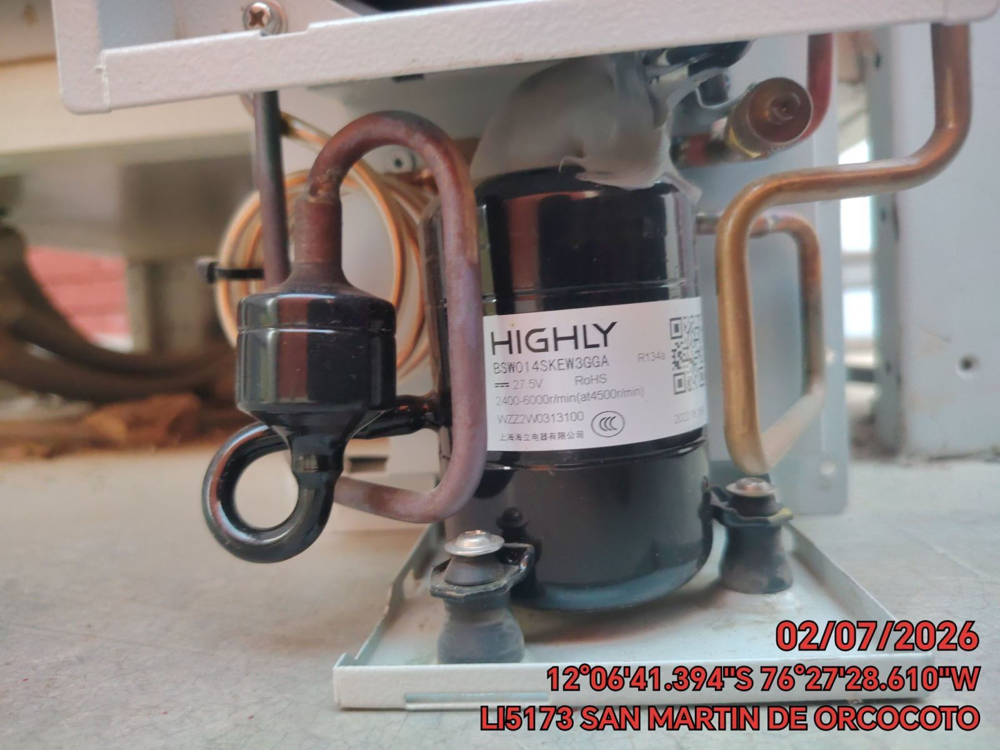 HIGHLY
BSW014SKEW3GGA R134a
27.5V RoHS
2400-6000r/min(at4500r/min)
WZZ2W0313100 CCC
上海海立电器有限公司
02/07/2026
12°06'41.394"S 76°27'28.610"W
LI5173 SAN MARTIN DE ORCOCOTO